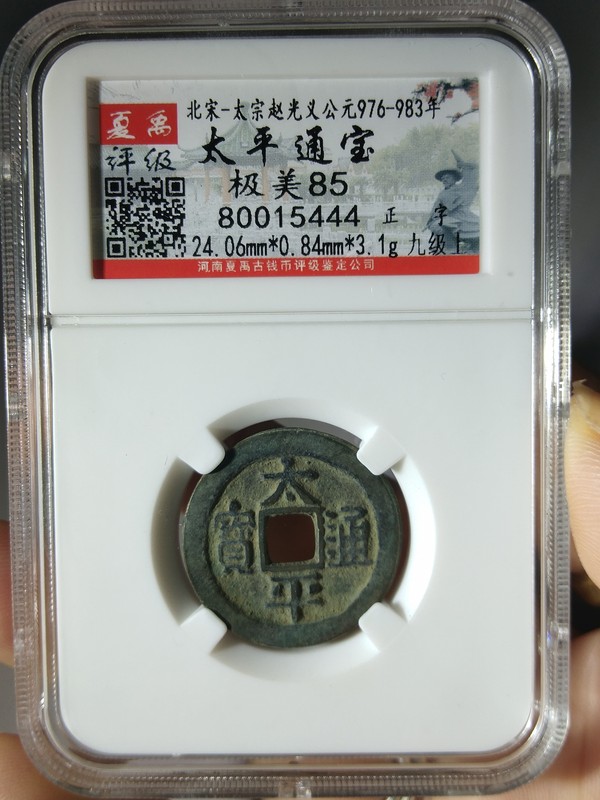 夏禹
评级
北宋-太宗赵光义公元976-983年
太平通宝
极美85
80015444 正 字
24.06mm*0.84mm*3.1g 九级上
河南夏禹古钱币评级鉴定公司
太平通寳